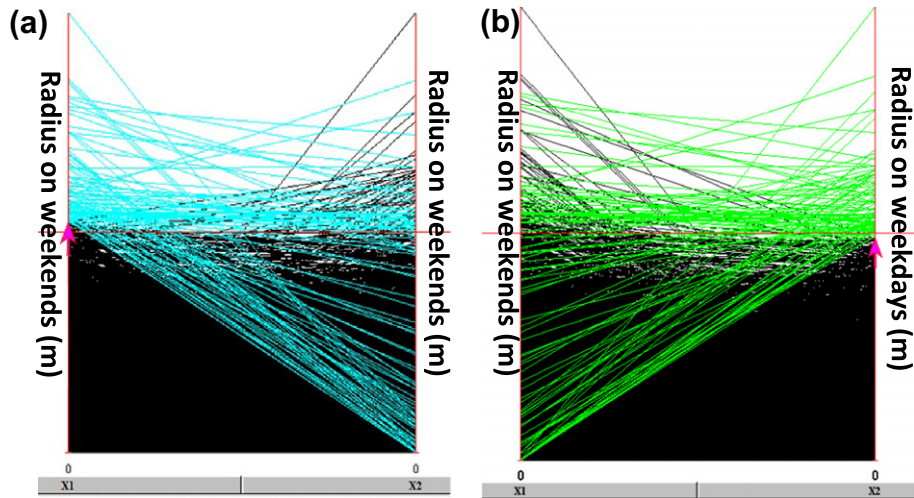 (a)
Radius on weekends (m)
Radius on weekends (m)
0
0
X1
X2
(b)
Radius on weekends (m)
Radius on weekdays (m)
0
0
X1
X2